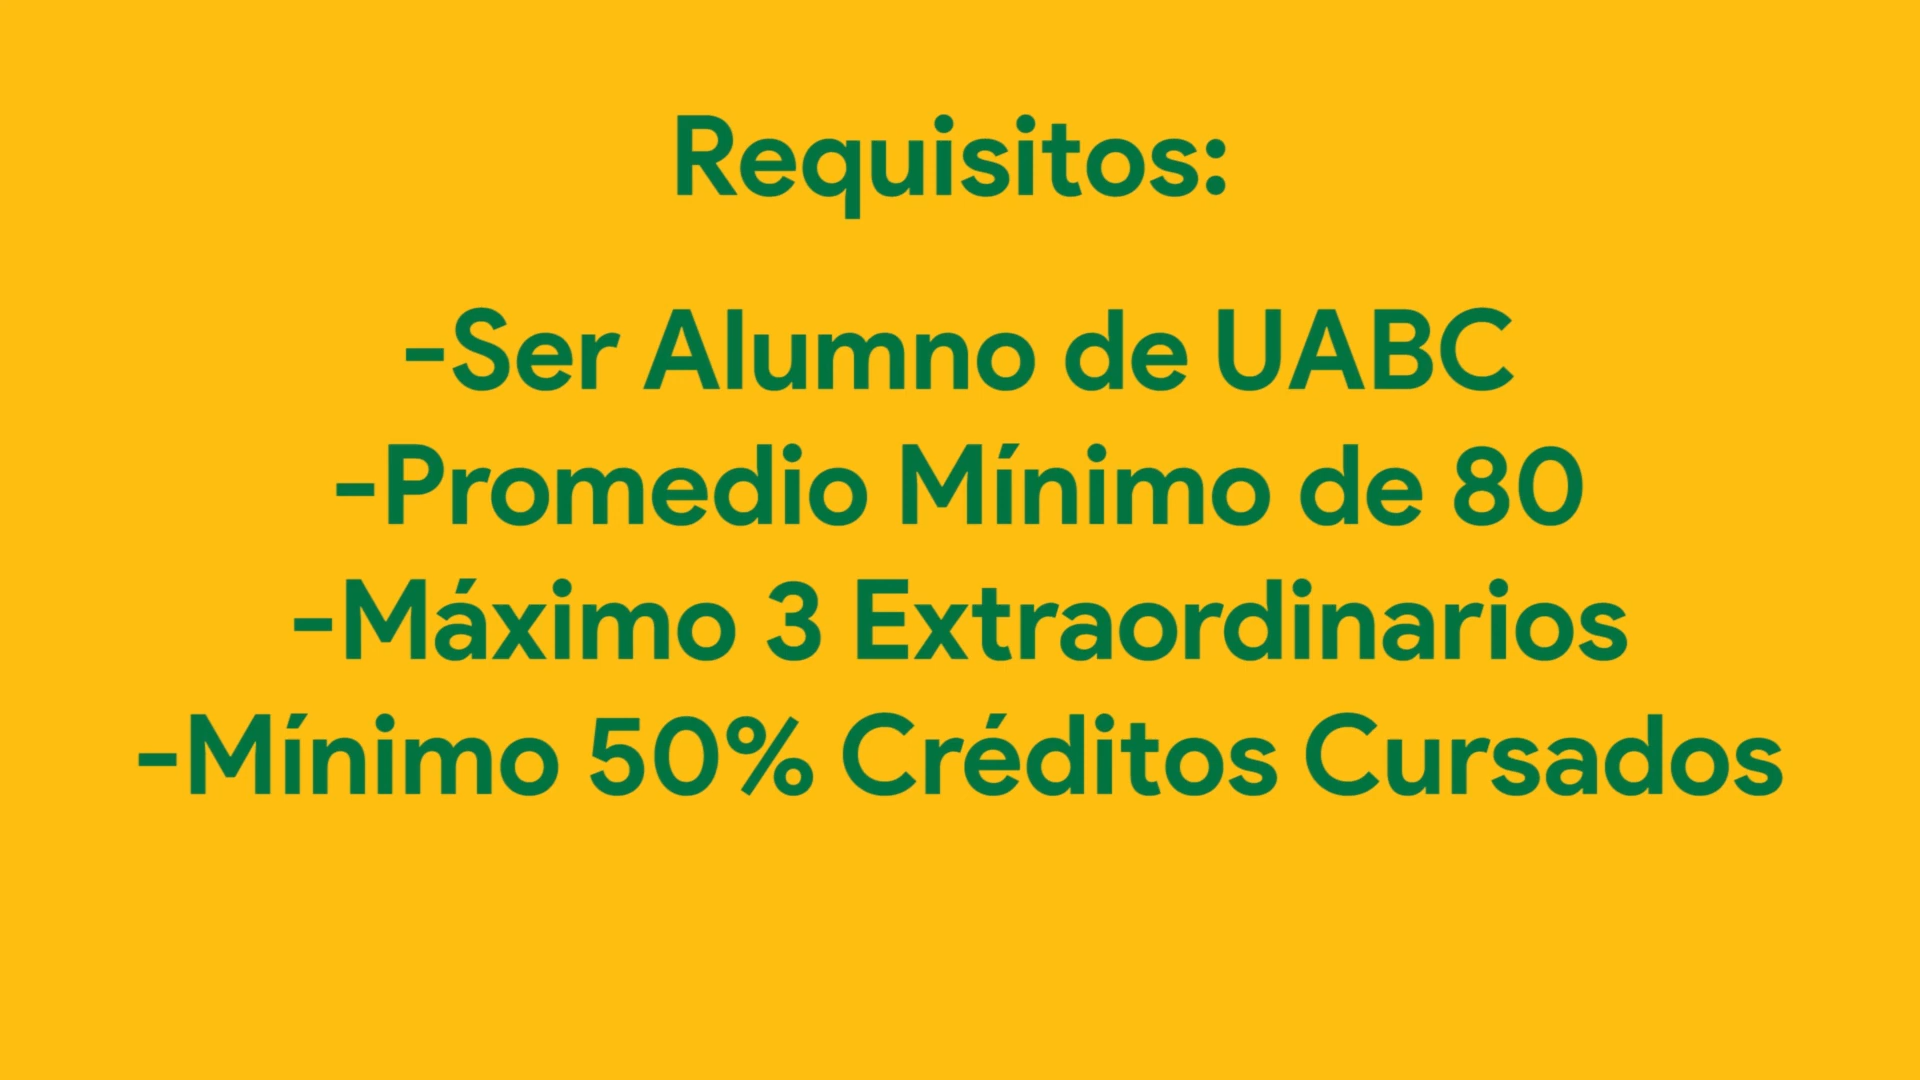 Requisitos:
-Ser Alumno de UABC
-Promedio Mínimo de 80
-Máximo 3 Extraordinarios
-Mínimo 50% Créditos Cursados